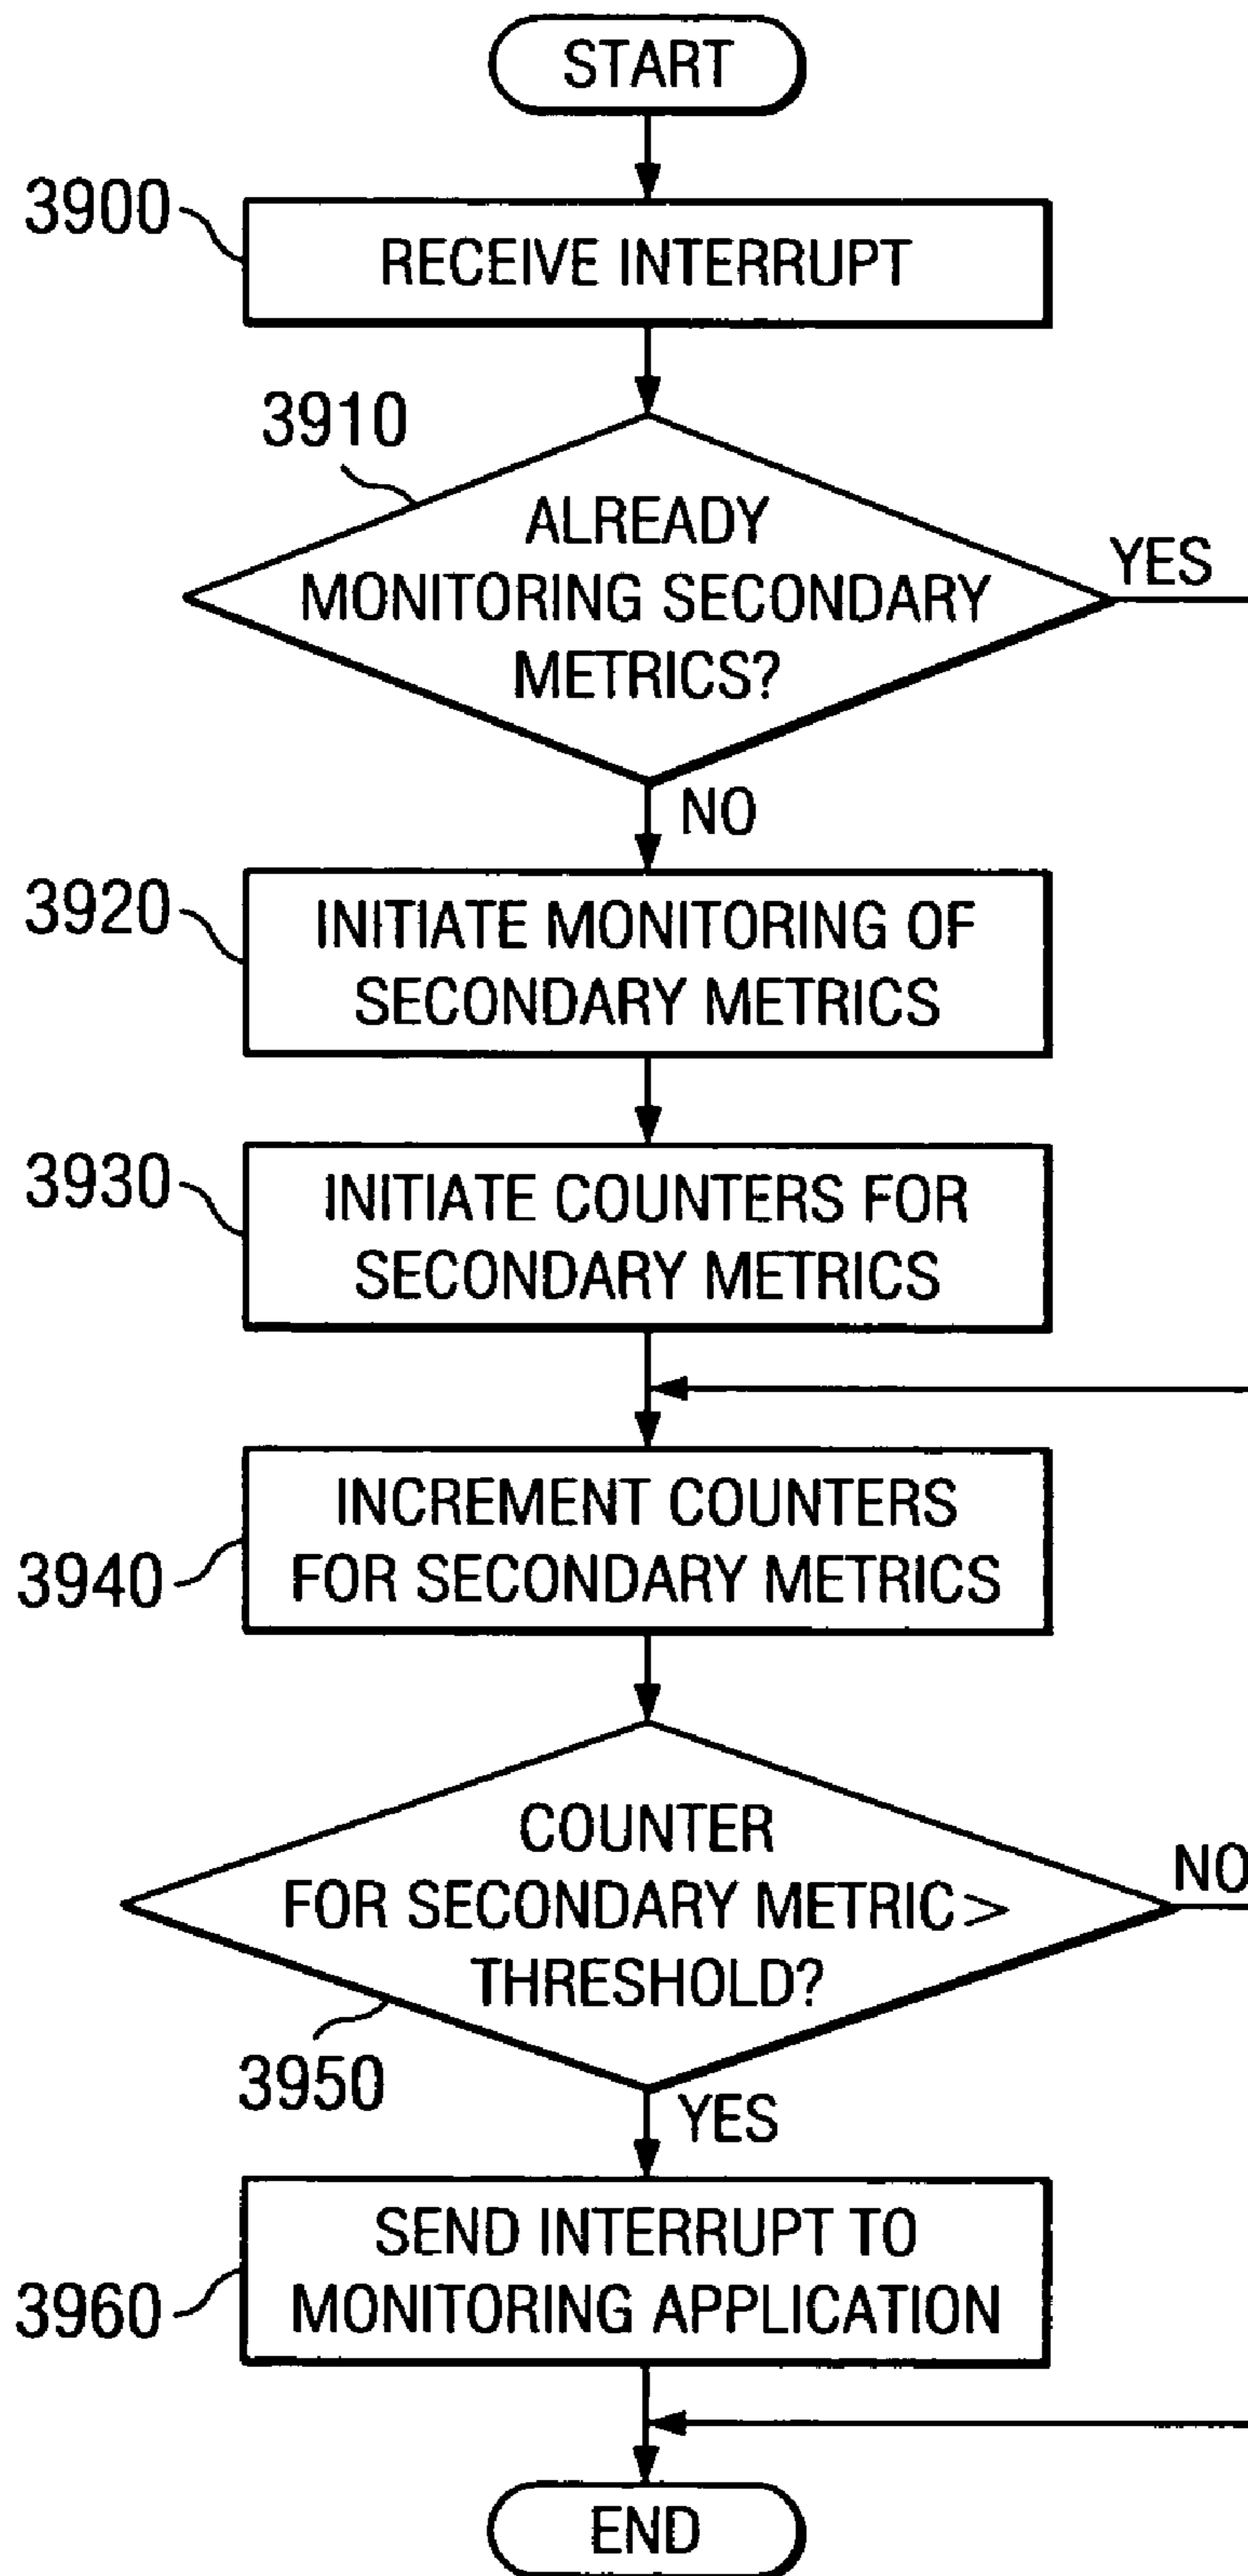 START
3900
RECEIVE INTERRUPT
3910
ALREADY
MONITORING SECONDARY
METRICS?
YES
NO
3920
INITIATE MONITORING OF
SECONDARY METRICS
3930
INITIATE COUNTERS FOR
SECONDARY METRICS
3940
INCREMENT COUNTERS
FOR SECONDARY METRICS
COUNTER
FOR SECONDARY METRIC >
THRESHOLD?
NO
3950
YES
3960
SEND INTERRUPT TO
MONITORING APPLICATION
END